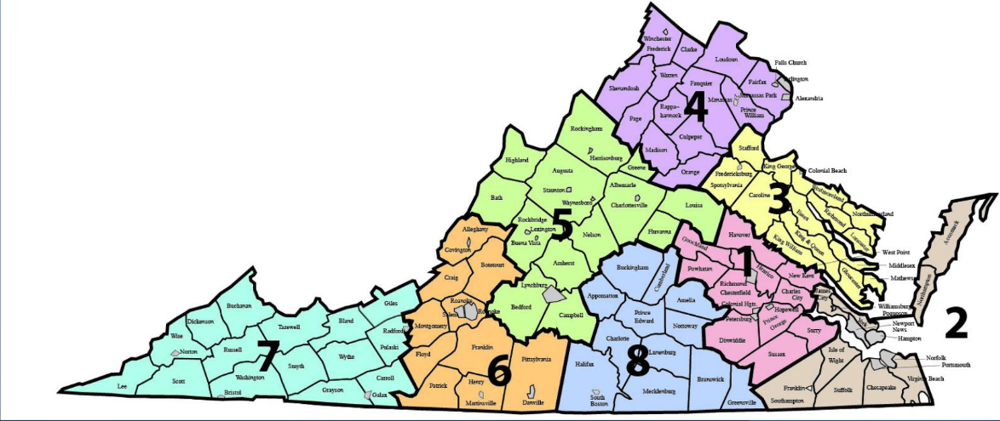 Winchester
Frederick
Clarke
Loudoun
Falls Church
Arlington
Fairfax
Alexandria
Warren
Fauquier
Shenandoah
Manassas
Manassas Park
Rappa-
hannock
4
Prince
William
Page
Culpeper
Madison
Orange
Rockingham
Harrisonburg
Highland
Augusta
Greene
Staunton
Albemarle
Bath
Waynesboro
Charlottesville
Louisa
Rockbridge
Lexington
5
Buena Vista
Nelson
Fluvanna
Amherst
Lynchburg
Bedford
Campbell
Stafford
King George
Colonial Beach
Fredericksburg
Spotsylvania
Westmoreland
Caroline
3
Northumberland
Essex
Richmond
Lancaster
King & Queen
King William
West Point
Middlesex
Gloucester
Mathews
Hanover
Goochland
1
Powhatan
Henrico
Richmond
New Kent
Chesterfield
Charles
City
Colonial Hgts.
Hopewell
Petersburg
Prince
George
Surry
Dinwiddie
Sussex
Accomack
Northampton
James
City
Williamsburg
Poquoson
York
Newport
News
Hampton
2
Isle of
Wight
Norfolk
Portsmouth
Virginia Beach
Franklin
Suffolk
Chesapeake
Southampton
Alleghany
Covington
Botetourt
Craig
Roanoke
Salem
Roanoke
Montgomery
Floyd
Franklin
Pittsylvania
6
Patrick
Henry
Martinsville
Danville
Buckingham
Cumberland
Appomattox
Amelia
Prince
Edward
Nottoway
Charlotte
Lunenburg
Halifax
8
Brunswick
Mecklenburg
South
Boston
Greensville
Giles
Buchanan
Dickenson
Tazewell
Bland
Radford
Wise
Pulaski
Norton
Russell
7
Wythe
Smyth
Washington
Carroll
Scott
Lee
Bristol
Grayson
Galax